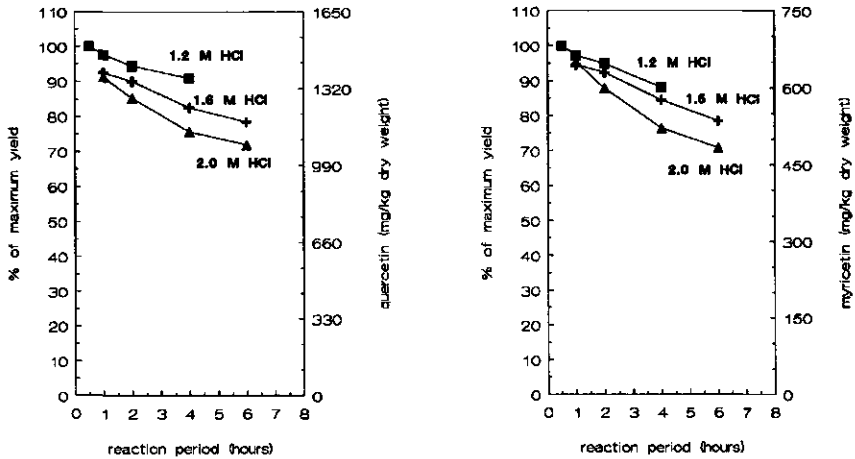 110
100
90
80
70
60
50
40
30
20
10
0
% of maximum yield
1.2 M HCl
1.6 M HCl
2.0 M HCl
1650
1320
990
660
330
0
quercetin (mg/kg dry weight)
0 1 2 3 4 5 6 7 8
reaction period (hours)
110
100
90
80
70
60
50
40
30
20
10
0
% of maximum yield
1.2 M HCl
1.5 M HCl
2.0 M HCl
750
600
450
300
150
0
myricetin (mg/kg dry weight)
0 1 2 3 4 5 6 7 8
reaction period (hours)